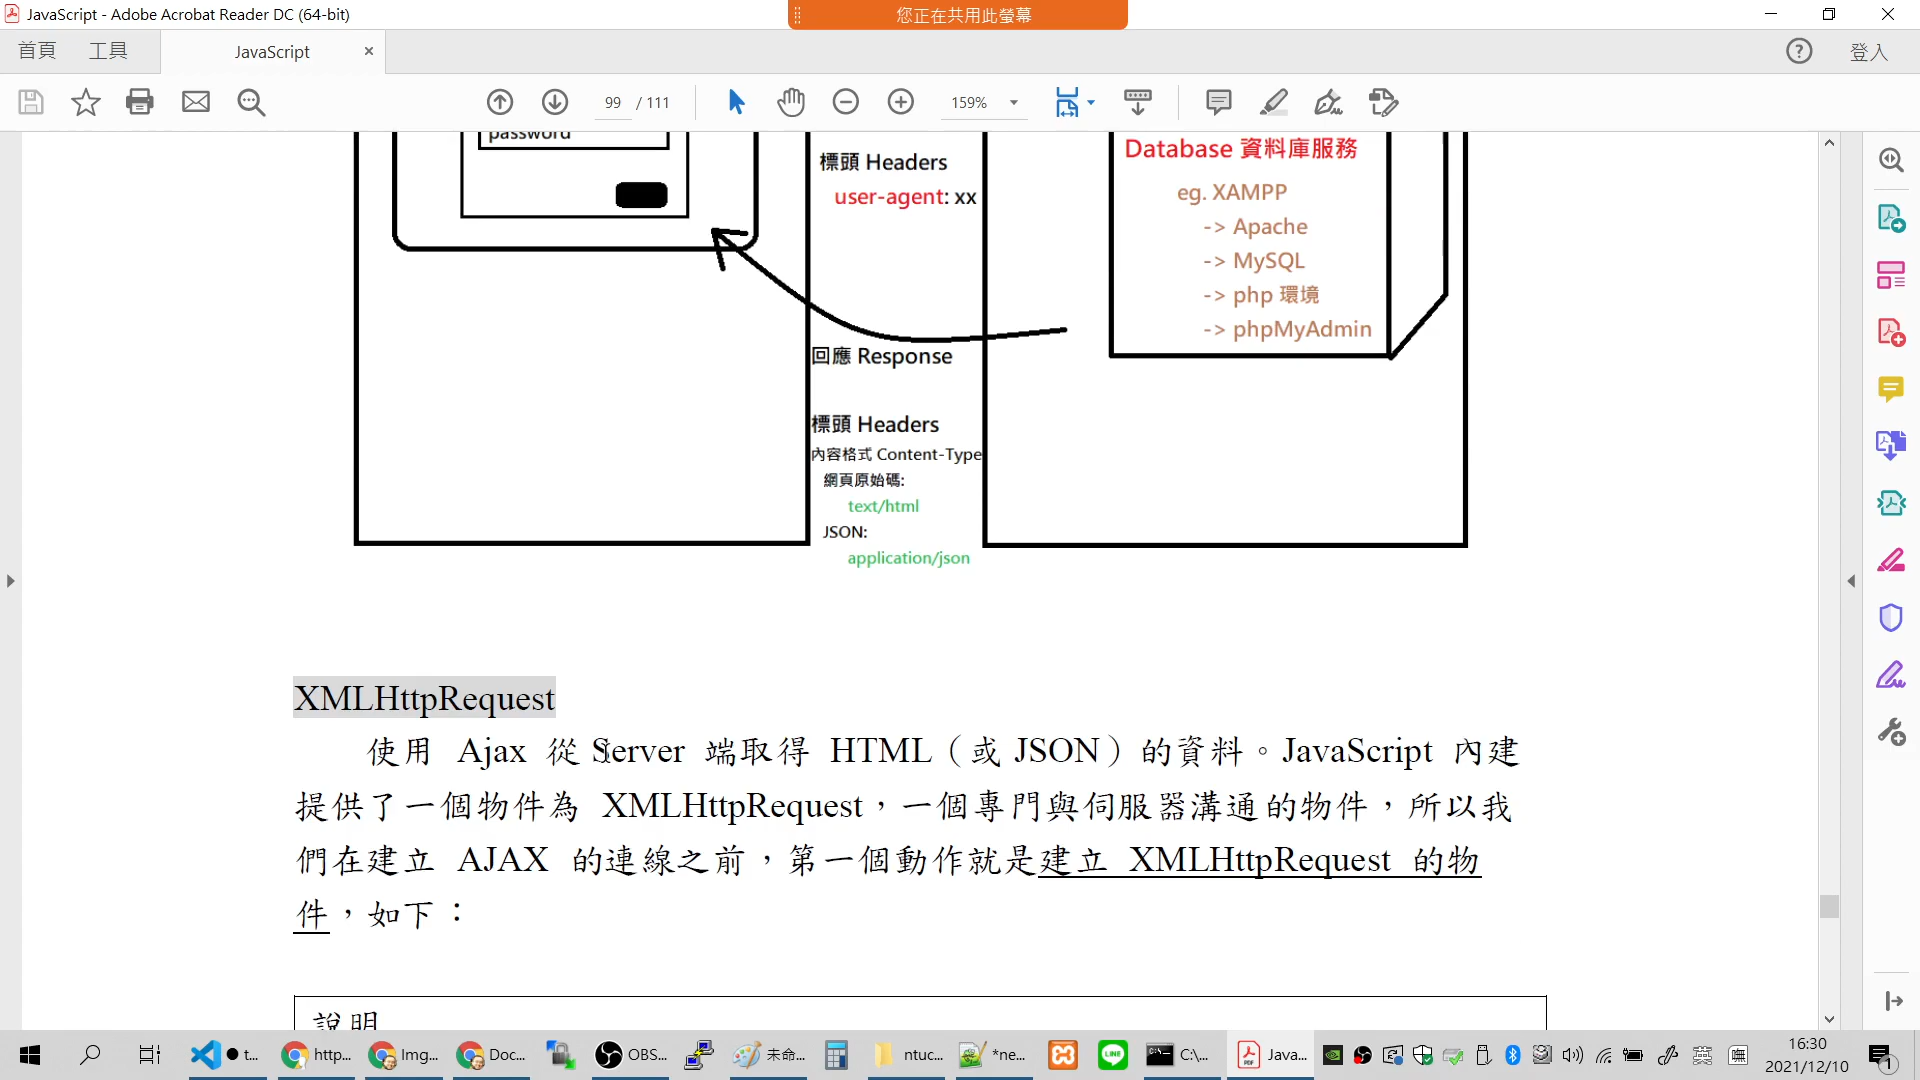 JavaScript - Adobe Acrobat Reader DC (64-bit)
您正在共用此螢幕
首頁
工具
JavaScript
登入
99 / 111
159%
password
標頭 Headers
user-agent: xx
Database 資料庫服務
eg. XAMPP
-> Apache
-> MySQL
-> php 環境
-> phpMyAdmin
回應 Response
標頭 Headers
內容格式 Content-Type
網頁原始碼:
text/html
JSON:
application/json
XMLHttpRequest
使用 Ajax 從 Server 端取得 HTML（或 JSON）的資料。JavaScript 內建
提供了一個物件為 XMLHttpRequest，一個專門與伺服器溝通的物件，所以我
們在建立 AJAX 的連線之前，第一個動作就是建立 XMLHttpRequest 的物
件，如下：
說明
● t...
http...
Img...
Doc...
OBS...
未命...
ntuc...
*ne...
C:\...
Java...
英
16:30
2021/12/10
1